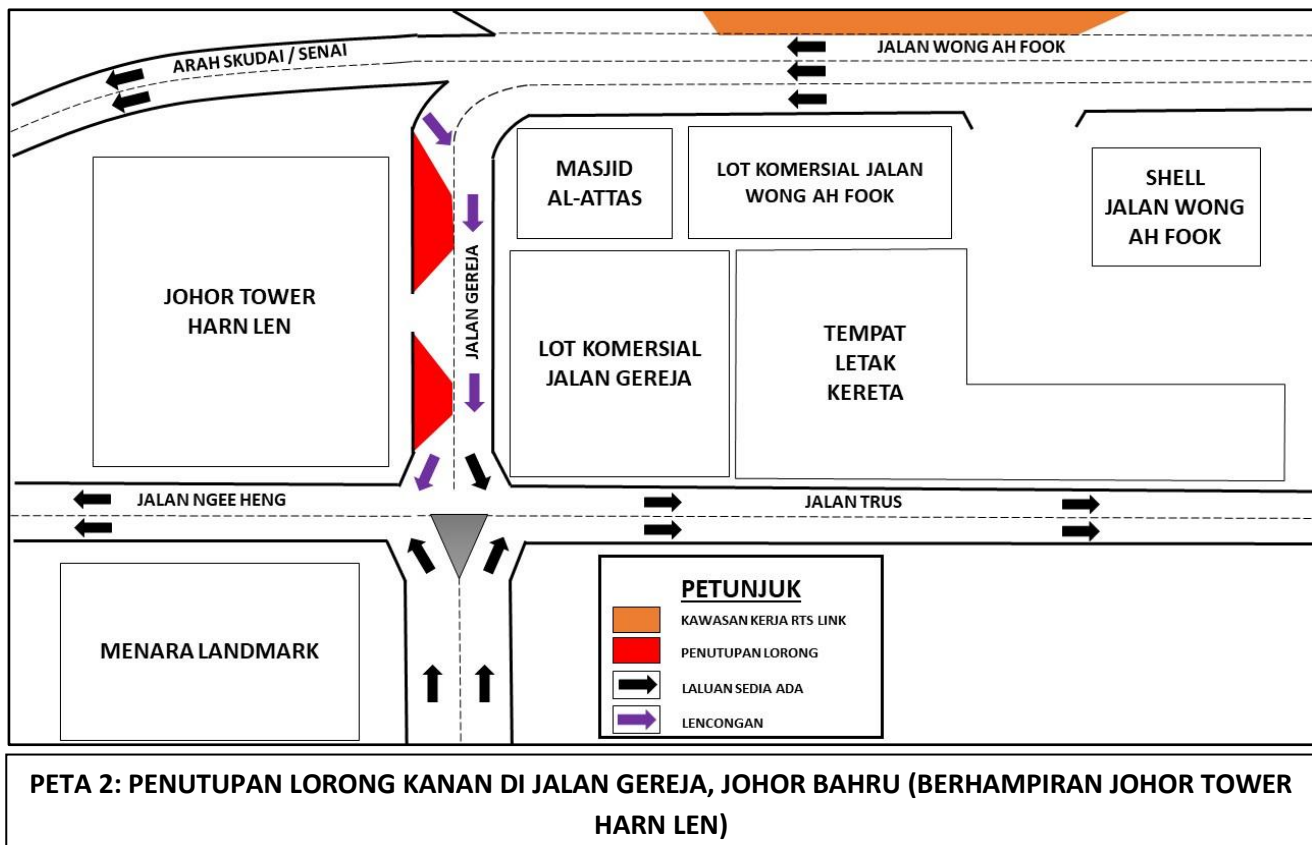 ARAH SKUDAI / SENAI
JALAN WONG AH FOOK
MASJID
AL-ATTAS
LOT KOMERSIAL JALAN
WONG AH FOOK
SHELL
JALAN WONG
AH FOOK
JOHOR TOWER
HARN LEN
JALAN GEREJA
LOT KOMERSIAL
JALAN GEREJA
TEMPAT
LETAK
KERETA
JALAN NGEE HENG
JALAN TRUS
MENARA LANDMARK
PETUNJUK
KAWASAN KERJA RTS LINK
PENUTUPAN LORONG
LALUAN SEDIA ADA
LENCONGAN
PETA 2: PENUTUPAN LORONG KANAN DI JALAN GEREJA, JOHOR BAHRU (BERHAMPIRAN JOHOR TOWER
HARN LEN)